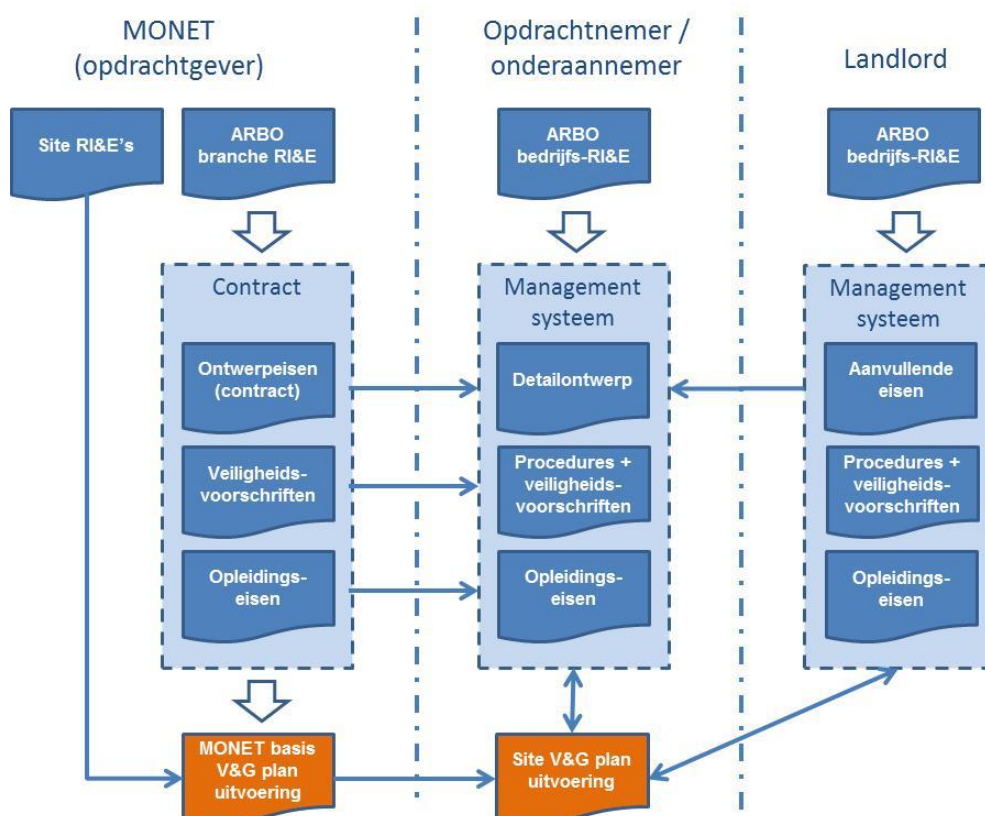 MONET
(opdrachtgever)
Opdrachtnemer /
onderaannemer
Landlord
Site RI&E's
ARBO
branche RI&E
ARBO
bedrijfs-RI&E
ARBO
bedrijfs-RI&E
Contract
Management
systeem
Management
systeem
Ontwerpeisen
(contract)
Detailontwerp
Aanvullende
eisen
Veiligheids-
voorschriften
Procedures +
veiligheids-
voorschriften
Procedures +
veiligheids-
voorschriften
Opleidings-
eisen
Opleidings-
eisen
Opleidings-
eisen
MONET basis
V&G plan
uitvoering
Site V&G plan
uitvoering